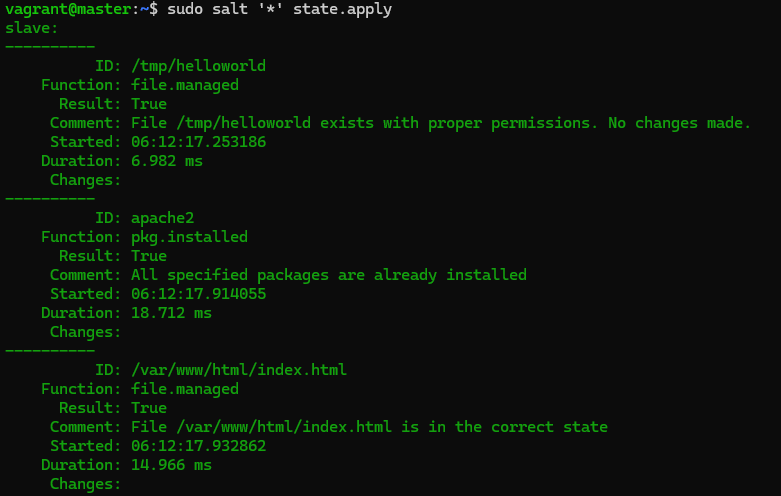 vagrant@master:~$ sudo salt '*' state.apply
slave:
----------
          ID: /tmp/helloworld
    Function: file.managed
      Result: True
     Comment: File /tmp/helloworld exists with proper permissions. No changes made.
     Started: 06:12:17.253186
    Duration: 6.982 ms
     Changes:
----------
          ID: apache2
    Function: pkg.installed
      Result: True
     Comment: All specified packages are already installed
     Started: 06:12:17.914055
    Duration: 18.712 ms
     Changes:
----------
          ID: /var/www/html/index.html
    Function: file.managed
      Result: True
     Comment: File /var/www/html/index.html is in the correct state
     Started: 06:12:17.932862
    Duration: 14.966 ms
     Changes: